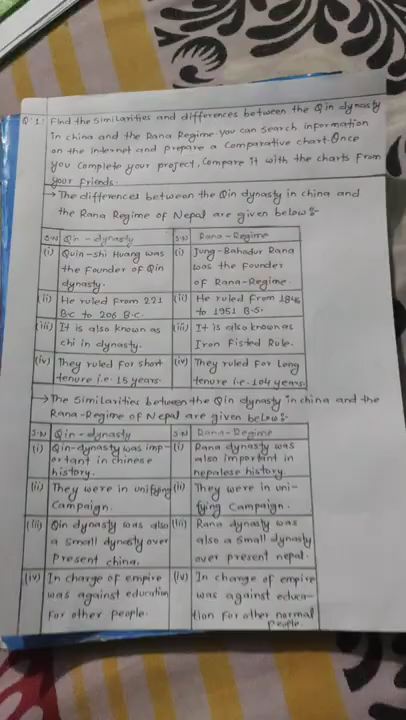 Q.1. Find the similarities and differences between the Qin dynasty
in china and the Rana Regime. You can search information
on the internet and prepare a comparative chart. Once
you complete your project, compare it with the charts from
your friends.
→ The differences between the Qin dynasty in china and
the Rana Regime of Nepal are given below:-
S.N Qin-dynasty S.N Rana-Regime
(i) Quin-shi Huang was
the Founder of Qin
dynasty.
(i) Jung-Bahadur Rana
was the Founder
of Rana-Regime.
(ii) He ruled from 221
B.C to 206 B.C.
(ii) He ruled from 1846
to 1951 B.S.
(iii) It is also known as
chi in dynasty.
(iii) It is also known as
Iron Fisted Rule.
(iv) They ruled for short
tenure i.e. 15 years.
(iv) They ruled for Long
tenure i.e. 104 years.
→ The Similarities between the Qin dynasty in china and the
Rana-Regime of Nepal are given below:-
S.N Qin-dynasty S.N Rana-Regime
(i) Qin-dynasty was imp-
ortant in chinese
history.
(i) Rana dynasty was
also important in
nepalese history.
(ii) They were in unifying
Campaign.
(ii) They were in uni-
fying campaign.
(iii) Qin dynasty was also
a small dynesty over
present china.
(iii) Rana dynasty was
also a small dynasty
over present nepal.
(iv) In charge of empire
was against education
for other people.
(iv) In charge of empire
was against educa-
tion for other normal
people.